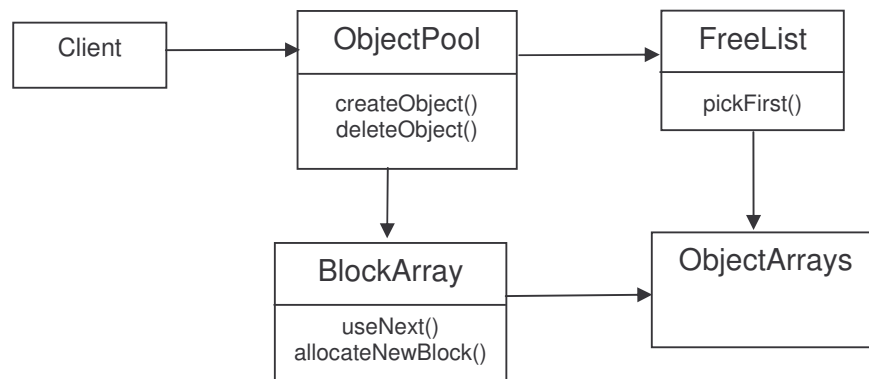 Client
ObjectPool
createObject()
deleteObject()
FreeList
pickFirst()
BlockArray
useNext()
allocateNewBlock()
ObjectArrays